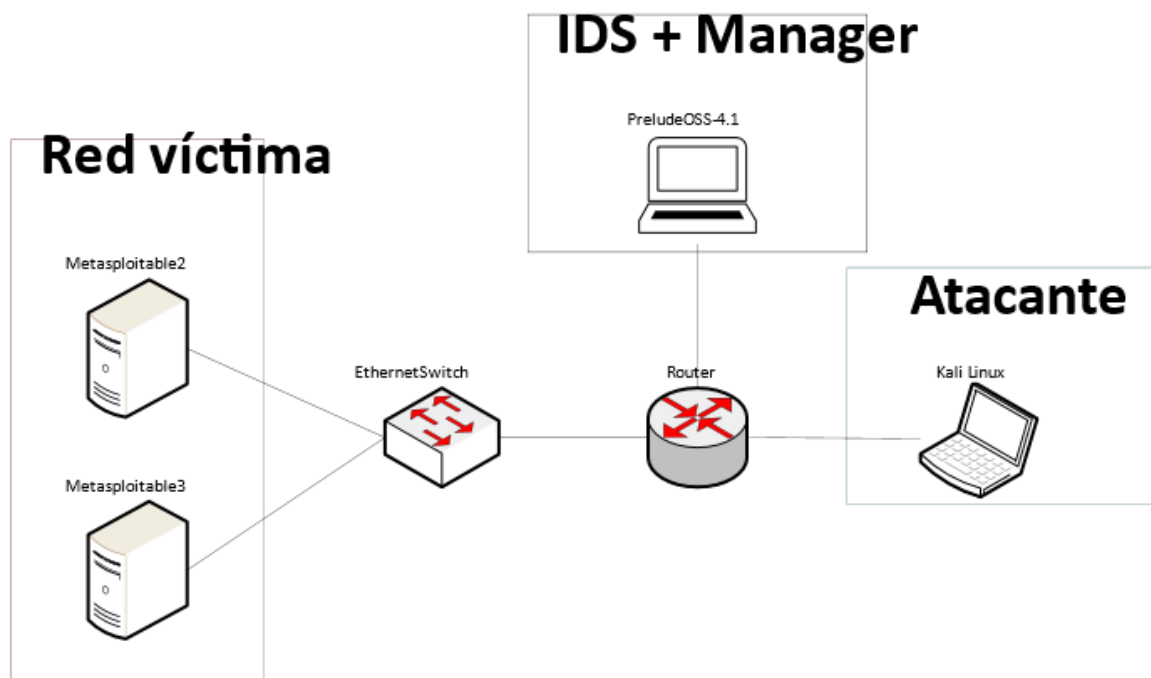 IDS + Manager
PreludeOSS-4.1
Red víctima
Metasploitable2
Atacante
EthernetSwitch
Router
Kali Linux
Metasploitable3